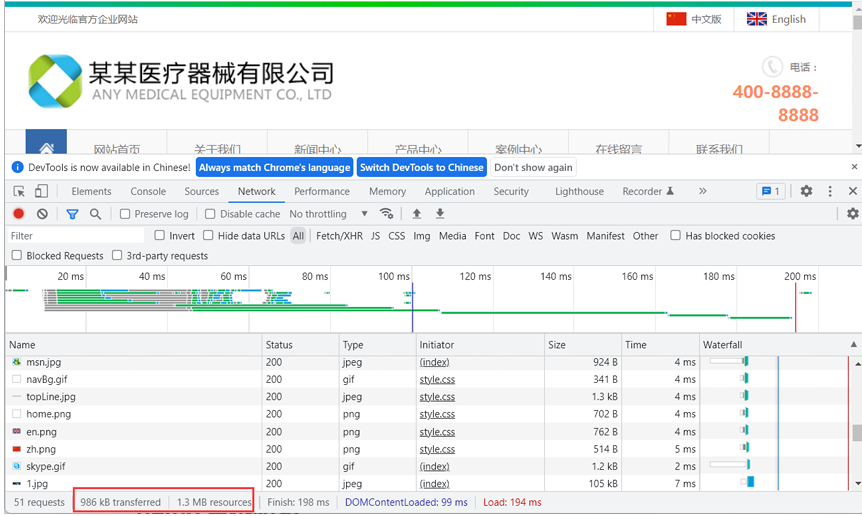 欢迎光临官方企业网站 中文版 English
某某医疗器械有限公司
ANY MEDICAL EQUIPMENT CO., LTD
电话：
400-8888-
8888
网站首页 关于我们 新闻中心 产品中心 案例中心 在线留言 联系我们
DevTools is now available in Chinese! Always match Chrome's language Switch DevTools to Chinese Don't show again
Elements Console Sources Network Performance Memory Application Security Lighthouse Recorder 1
Preserve log Disable cache No throttling
Filter Invert Hide data URLs All Fetch/XHR JS CSS Img Media Font Doc WS Wasm Manifest Other Has blocked cookies
Blocked Requests 3rd-party requests
20 ms 40 ms 60 ms 80 ms 100 ms 120 ms 140 ms 160 ms 180 ms 200 ms
Name Status Type Initiator Size Time Waterfall
msn.jpg 200 jpeg (index) 924 B 4 ms
navBg.gif 200 gif style.css 341 B 4 ms
topLine.jpg 200 jpeg style.css 1.3 kB 4 ms
home.png 200 png style.css 702 B 4 ms
en.png 200 png style.css 762 B 4 ms
zh.png 200 png style.css 514 B 5 ms
skype.gif 200 gif (index) 1.2 kB 2 ms
1.jpg 200 jpeg (index) 105 kB 7 ms
51 requests 986 kB transferred 1.3 MB resources Finish: 198 ms DOMContentLoaded: 99 ms Load: 194 ms